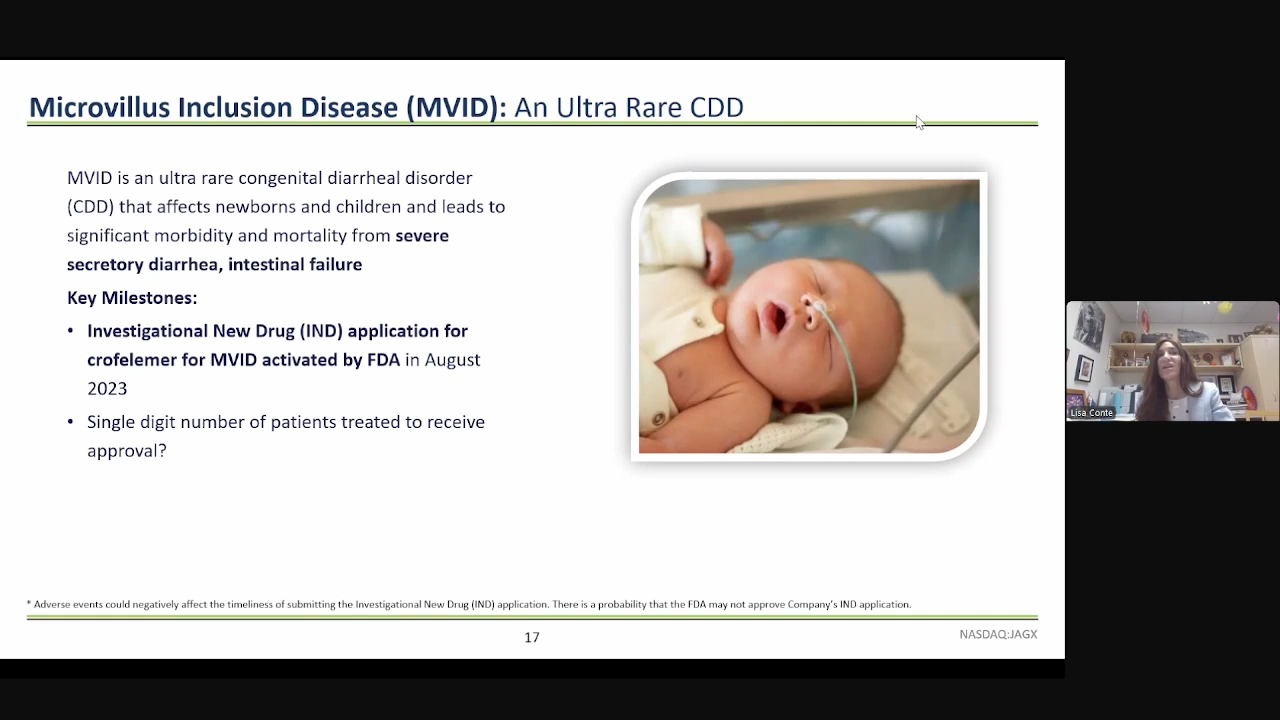 Microvillus Inclusion Disease (MVID): An Ultra Rare CDD
MVID is an ultra rare congenital diarrheal disorder
(CDD) that affects newborns and children and leads to
significant morbidity and mortality from severe
secretory diarrhea, intestinal failure
Key Milestones:
• Investigational New Drug (IND) application for
crofelemer for MVID activated by FDA in August
2023
• Single digit number of patients treated to receive
approval?
Lisa Conte
* Adverse events could negatively affect the timeliness of submitting the Investigational New Drug (IND) application. There is a probability that the FDA may not approve Company's IND application.
17
NASDAQ:JAGX